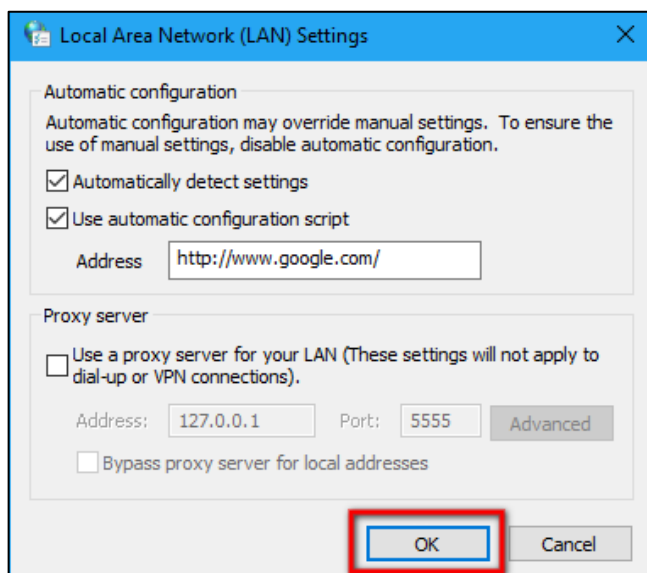 Local Area Network (LAN) Settings
Automatic configuration
Automatic configuration may override manual settings. To ensure the
use of manual settings, disable automatic configuration.
Automatically detect settings
Use automatic configuration script
Address http://www.google.com/
Proxy server
Use a proxy server for your LAN (These settings will not apply to
dial-up or VPN connections).
Address: 127.0.0.1 Port: 5555 Advanced
Bypass proxy server for local addresses
OK Cancel